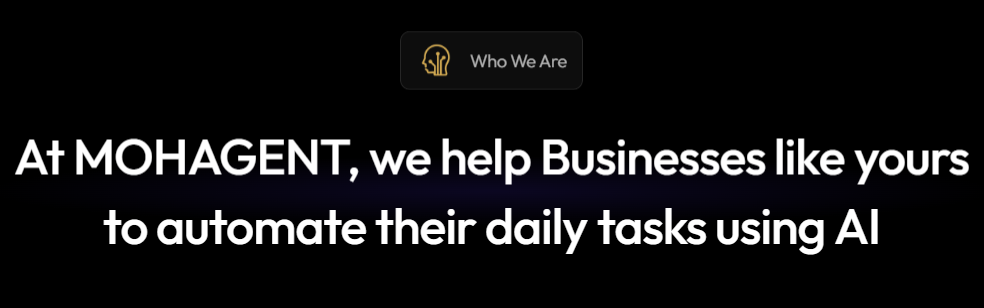 Who We Are
At MOHAGENT, we help Businesses like yours
to automate their daily tasks using AI